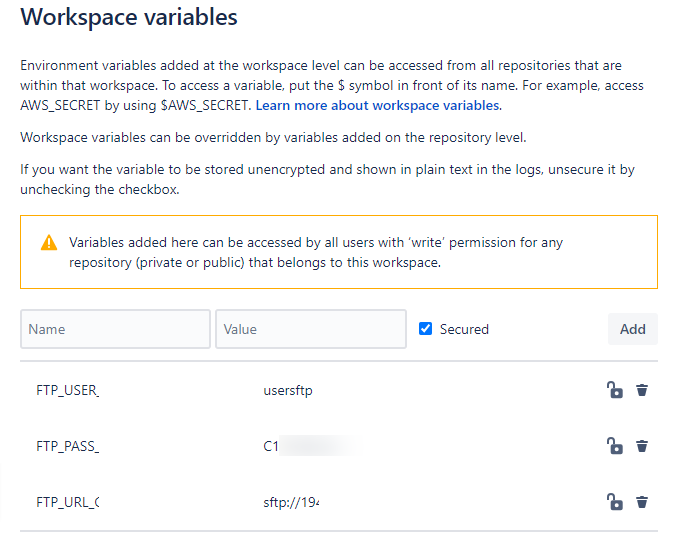 Workspace variables
Environment variables added at the workspace level can be accessed from all repositories that are
within that workspace. To access a variable, put the $ symbol in front of its name. For example, access
AWS_SECRET by using $AWS_SECRET. Learn more about workspace variables.
Workspace variables can be overridden by variables added on the repository level.
If you want the variable to be stored unencrypted and shown in plain text in the logs, unsecure it by
unchecking the checkbox.
Variables added here can be accessed by all users with ‘write’ permission for any
repository (private or public) that belongs to this workspace.
Name Value Secured Add
FTP_USER_ usersftp
FTP_PASS_ C1
FTP_URL_ sftp://194